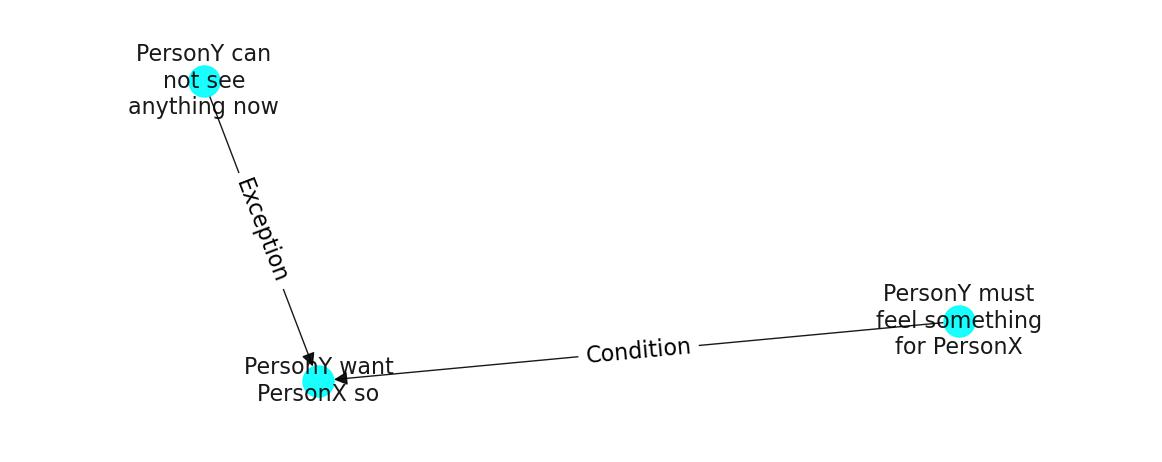 PersonY can
not see
anything now
Exception
PersonY must
feel something
for PersonX
Condition
PersonY want
PersonX so